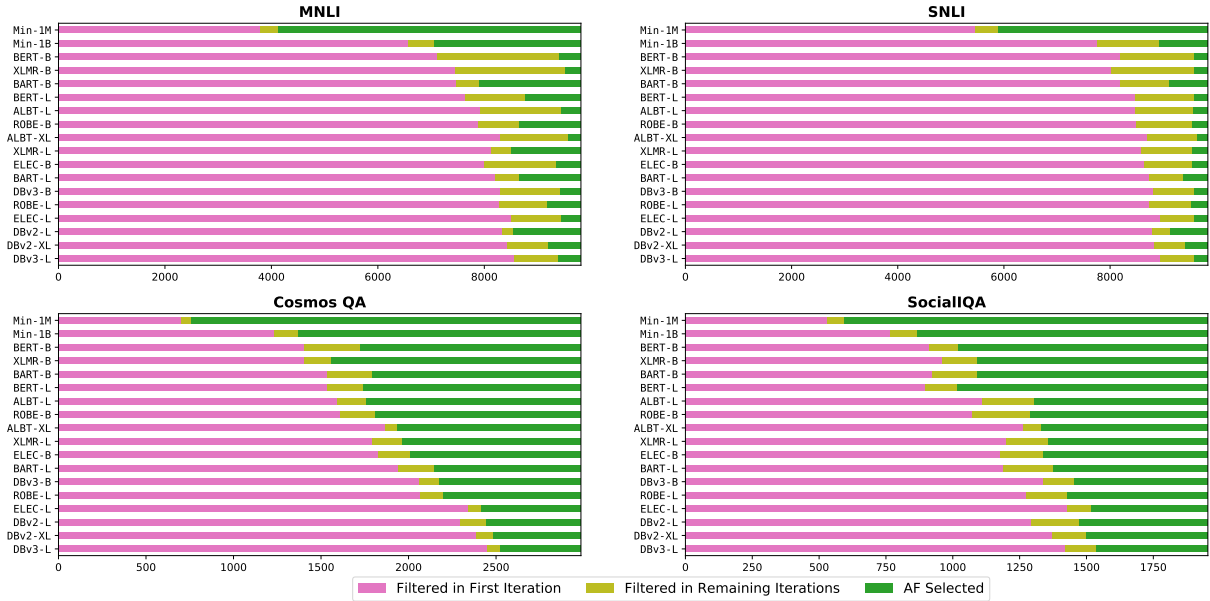 MNLI
Min-1M
Min-1B
BERT-B
XLMR-B
BART-B
BERT-L
ALBT-L
ROBE-B
ALBT-XL
XLMR-L
ELEC-B
BART-L
DBv3-B
ROBE-L
ELEC-L
DBv2-L
DBv2-XL
DBv3-L
0 2000 4000 6000 8000
SNLI
Min-1M
Min-1B
BERT-B
XLMR-B
BART-B
BERT-L
ALBT-L
ROBE-B
ALBT-XL
XLMR-L
ELEC-B
BART-L
DBv3-B
ROBE-L
ELEC-L
DBv2-L
DBv2-XL
DBv3-L
0 2000 4000 6000 8000
Cosmos QA
Min-1M
Min-1B
BERT-B
XLMR-B
BART-B
BERT-L
ALBT-L
ROBE-B
ALBT-XL
XLMR-L
ELEC-B
BART-L
DBv3-B
ROBE-L
ELEC-L
DBv2-L
DBv2-XL
DBv3-L
0 500 1000 1500 2000 2500
SocialIQA
Min-1M
Min-1B
BERT-B
XLMR-B
BART-B
BERT-L
ALBT-L
ROBE-B
ALBT-XL
XLMR-L
ELEC-B
BART-L
DBv3-B
ROBE-L
ELEC-L
DBv2-L
DBv2-XL
DBv3-L
0 250 500 750 1000 1250 1500 1750
Filtered in First Iteration Filtered in Remaining Iterations AF Selected